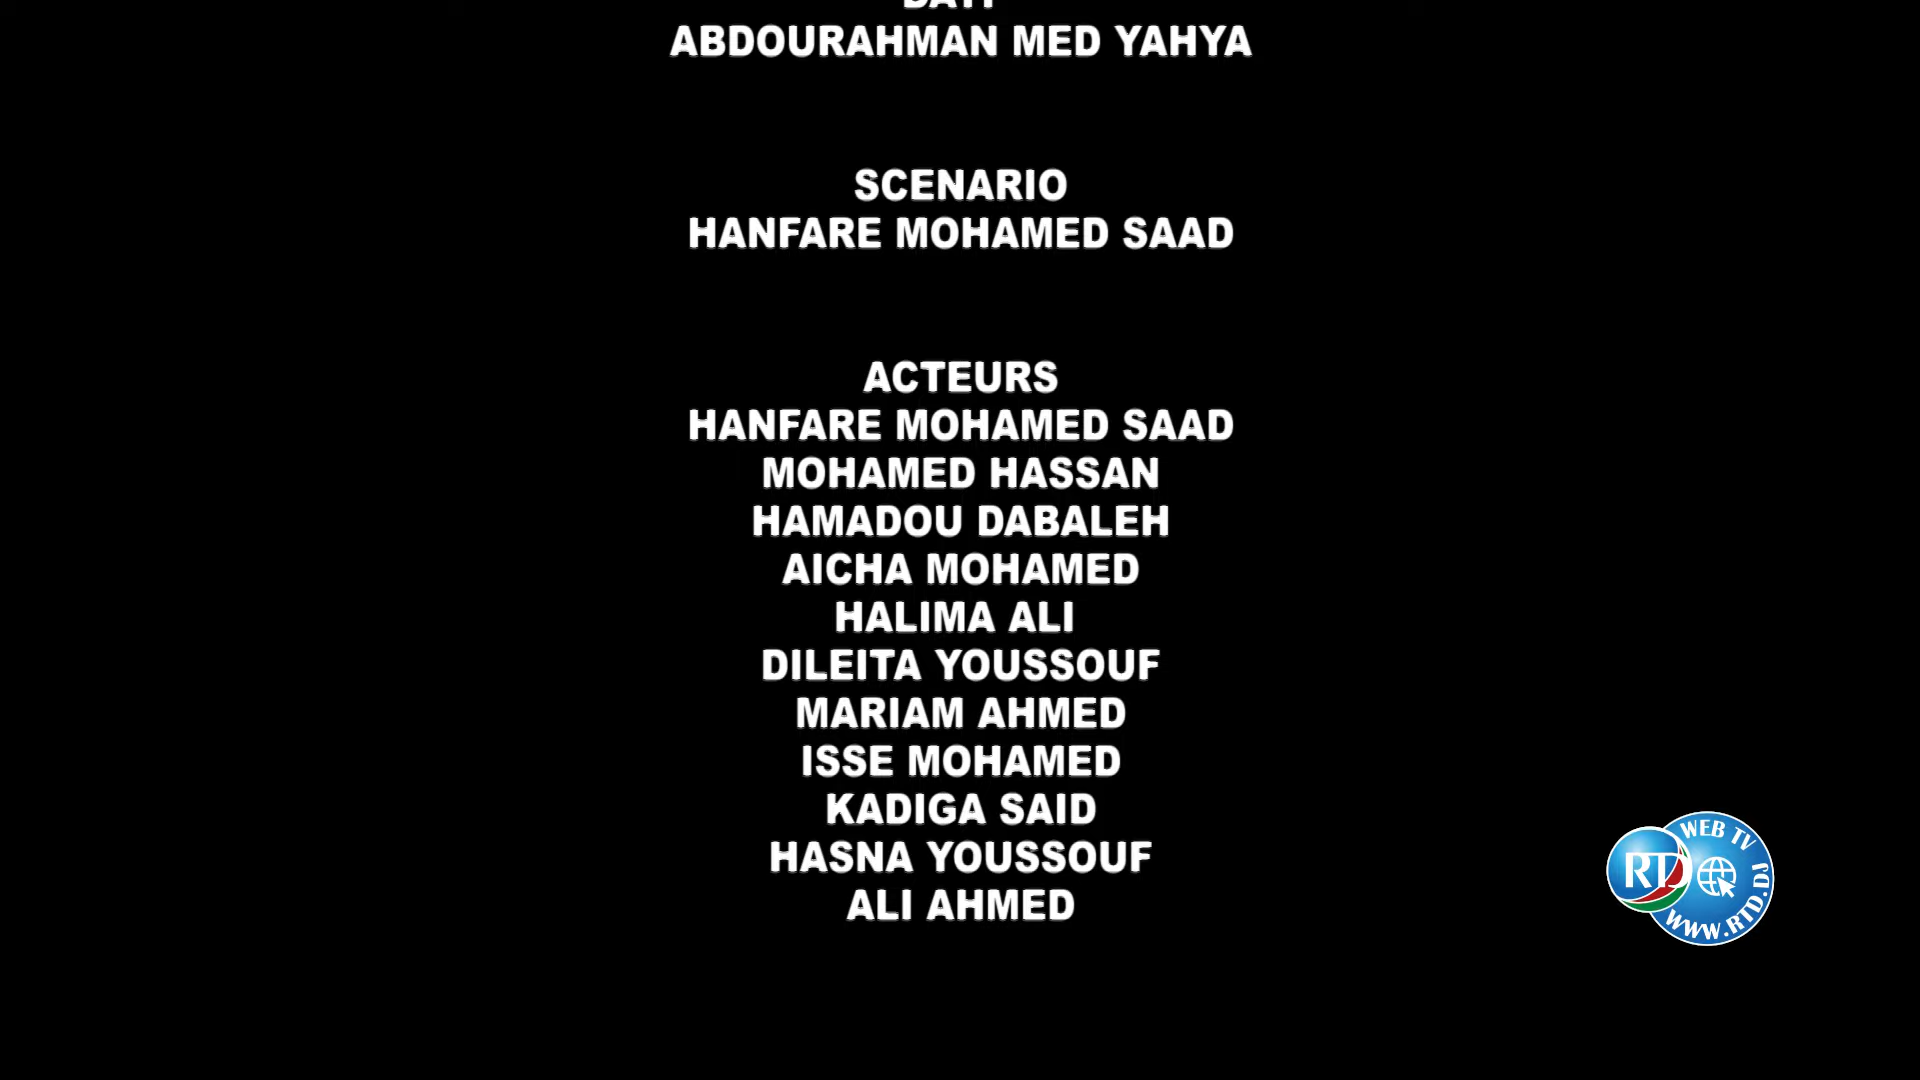 ABDOURAHMAN MED YAHYA
SCENARIO
HANFARE MOHAMED SAAD
ACTEURS
HANFARE MOHAMED SAAD
MOHAMED HASSAN
HAMADOU DABALEH
AICHA MOHAMED
HALIMA ALI
DILEITA YOUSSOUF
MARIAM AHMED
ISSE MOHAMED
KADIGA SAID
HASNA YOUSSOUF
ALI AHMED
WEB TV
RTD
WWW.RTD.DJ